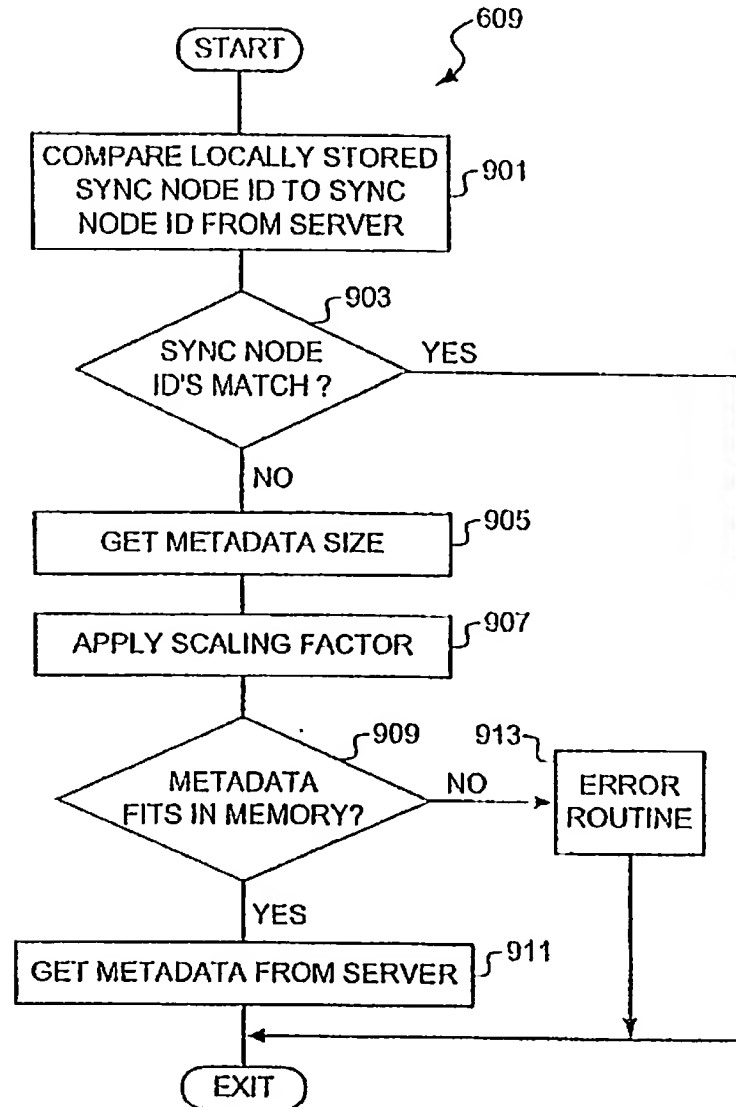 START
609
COMPARE LOCALLY STORED
SYNC NODE ID TO SYNC
NODE ID FROM SERVER
901
903
SYNC NODE
ID'S MATCH ?
YES
NO
GET METADATA SIZE
905
APPLY SCALING FACTOR
907
909
METADATA
FITS IN MEMORY?
NO
913
ERROR
ROUTINE
YES
GET METADATA FROM SERVER
911
EXIT